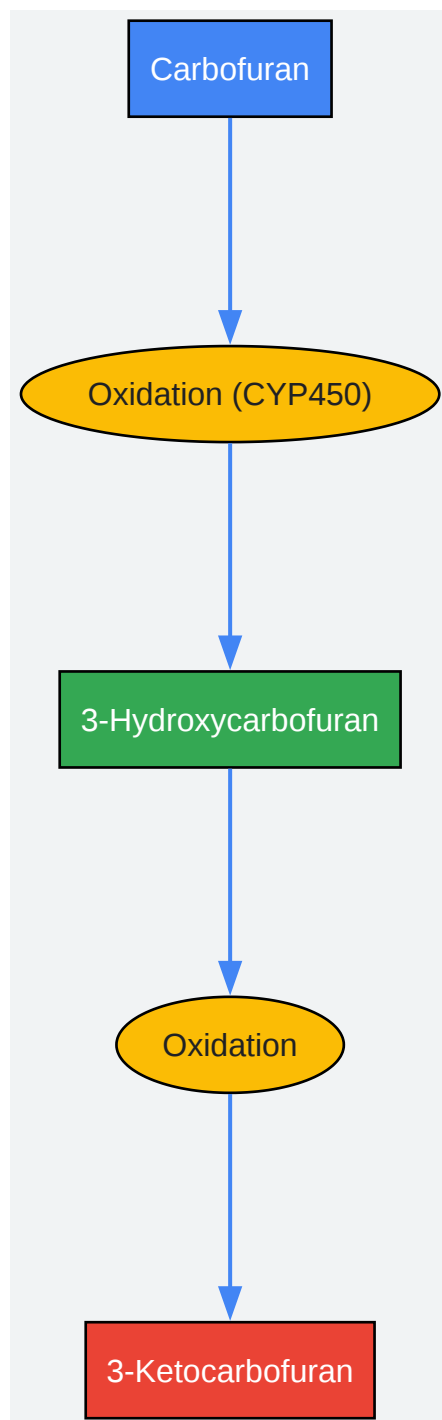 Carbofuran
Oxidation (CYP450)
3-Hydroxycarbofuran
Oxidation
3-Ketocarbofuran